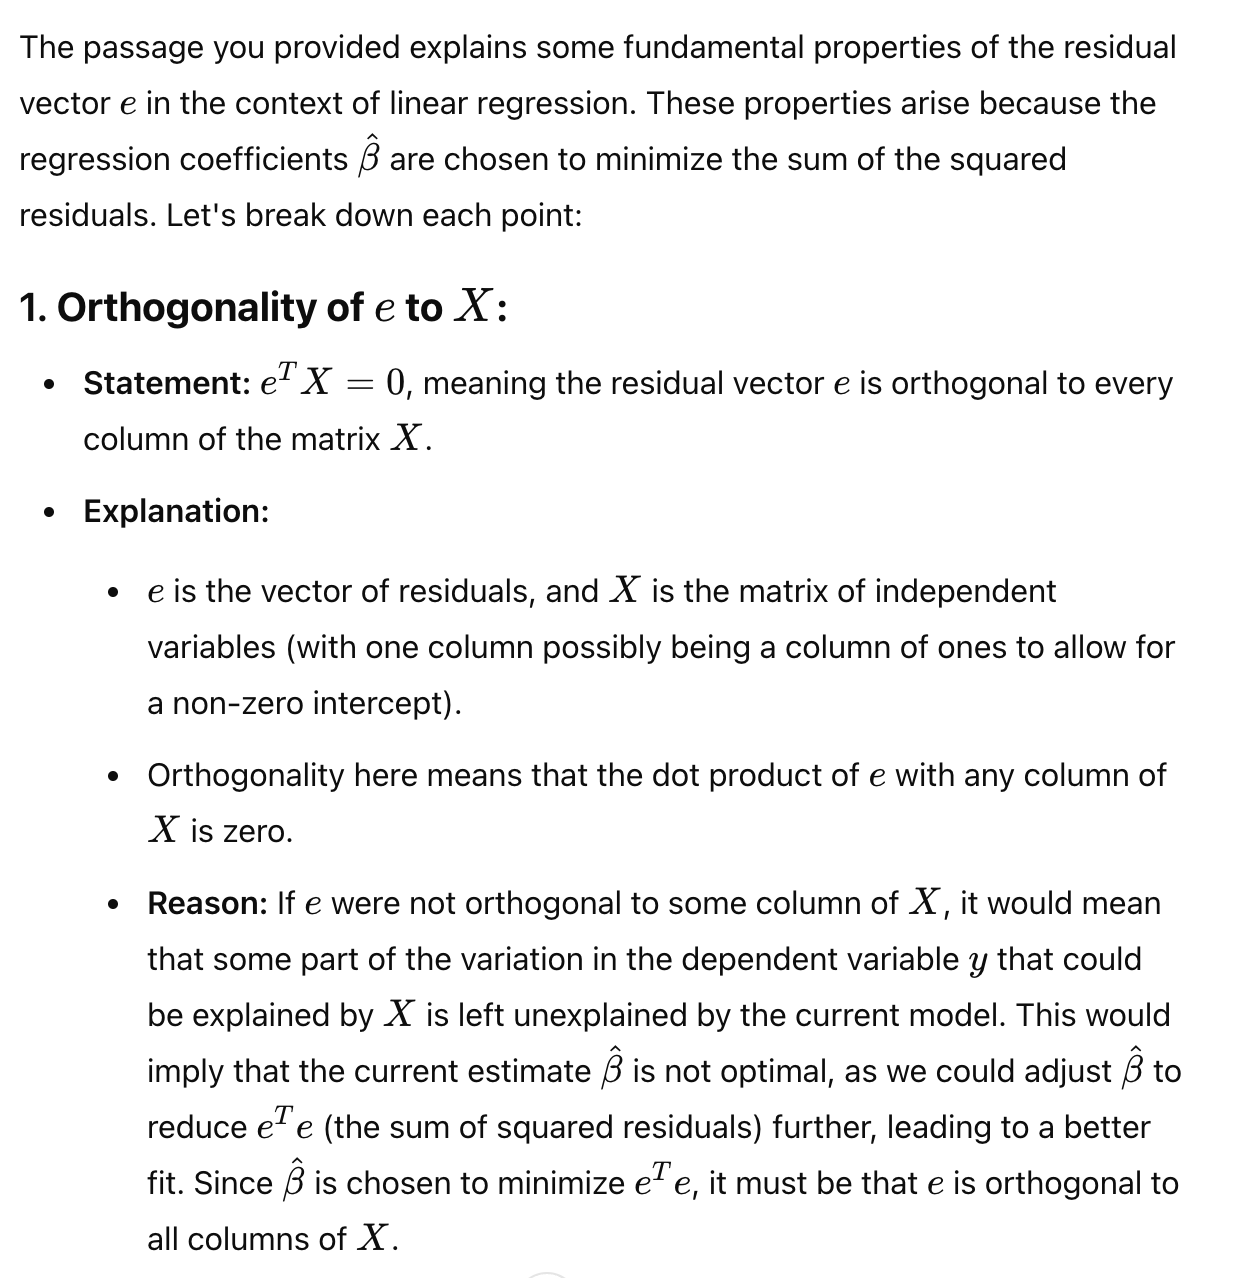 The passage you provided explains some fundamental properties of the residual
vector e in the context of linear regression. These properties arise because the
regression coefficients β̂ are chosen to minimize the sum of the squared
residuals. Let's break down each point:
1. Orthogonality of e to X:
• Statement: eᵀX = 0, meaning the residual vector e is orthogonal to every
column of the matrix X.
• Explanation:
• e is the vector of residuals, and X is the matrix of independent
variables (with one column possibly being a column of ones to allow for
a non-zero intercept).
• Orthogonality here means that the dot product of e with any column of
X is zero.
• Reason: If e were not orthogonal to some column of X, it would mean
that some part of the variation in the dependent variable y that could
be explained by X is left unexplained by the current model. This would
imply that the current estimate β̂ is not optimal, as we could adjust β̂ to
reduce eᵀe (the sum of squared residuals) further, leading to a better
fit. Since β̂ is chosen to minimize eᵀe, it must be that e is orthogonal to
all columns of X.